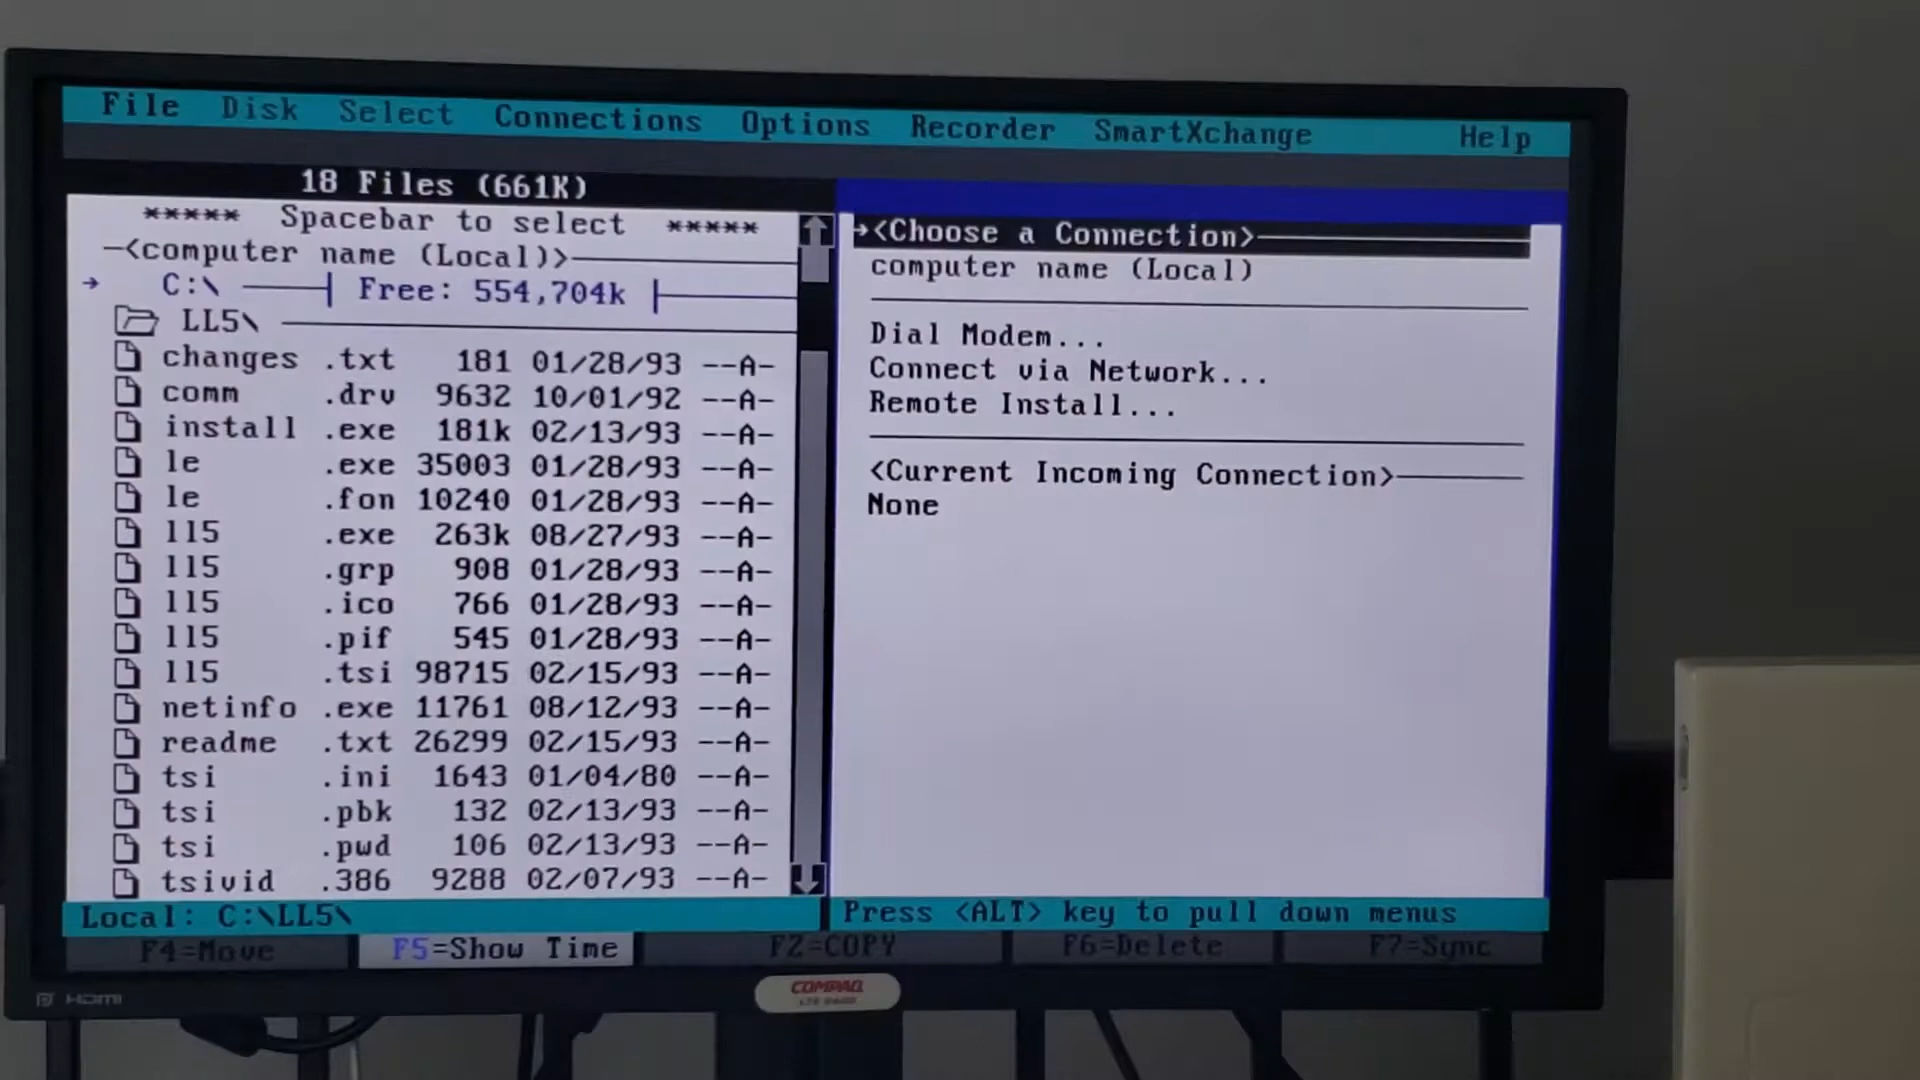 File Disk Select Connections Options Recorder SmartXchange Help
18 Files (661K)
***** Spacebar to select *****
<computer name (Local)>
→ C:\ Free: 554,704k
LL5\
changes .txt 181 01/28/93 --A-
comm .drv 9632 10/01/92 --A-
install .exe 181k 02/13/93 --A-
le .exe 35003 01/28/93 --A-
le .fon 10240 01/28/93 --A-
ll5 .exe 263k 08/27/93 --A-
ll5 .grp 908 01/28/93 --A-
ll5 .ico 766 01/28/93 --A-
ll5 .pif 545 01/28/93 --A-
ll5 .tsi 98715 02/15/93 --A-
netinfo .exe 11761 08/12/93 --A-
readme .txt 26299 02/15/93 --A-
tsi .ini 1643 01/04/80 --A-
tsi .pbk 132 02/13/93 --A-
tsi .pwd 106 02/13/93 --A-
tsivid .386 9288 02/07/93 --A-
Local: C:\LL5\
→<Choose a Connection>
computer name (Local)
Dial Modem...
Connect via Network...
Remote Install...
<Current Incoming Connection>
None
Press <ALT> key to pull down menus
F4=Move F5=Show Time F2=COPY F6=Delete F7=Sync
HDMI
COMPAQ